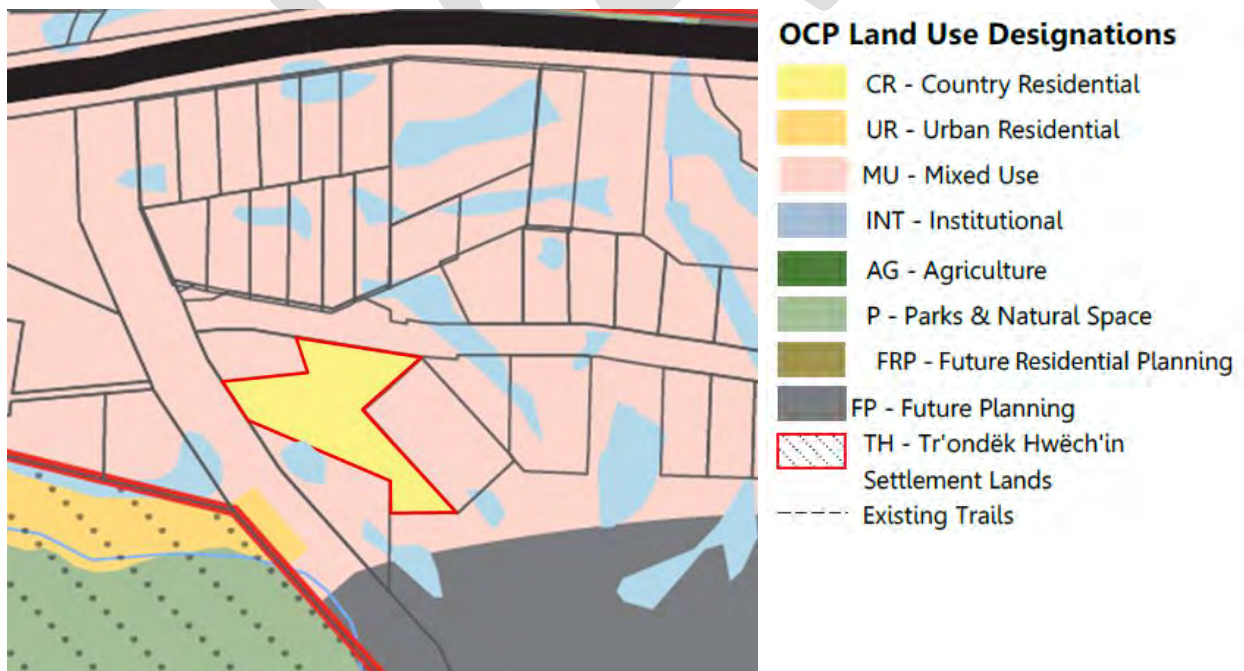 OCP Land Use Designations
CR - Country Residential
UR - Urban Residential
MU - Mixed Use
INT - Institutional
AG - Agriculture
P - Parks & Natural Space
FRP - Future Residential Planning
FP - Future Planning
TH - Tr'ondëk Hwëch'in
Settlement Lands
Existing Trails